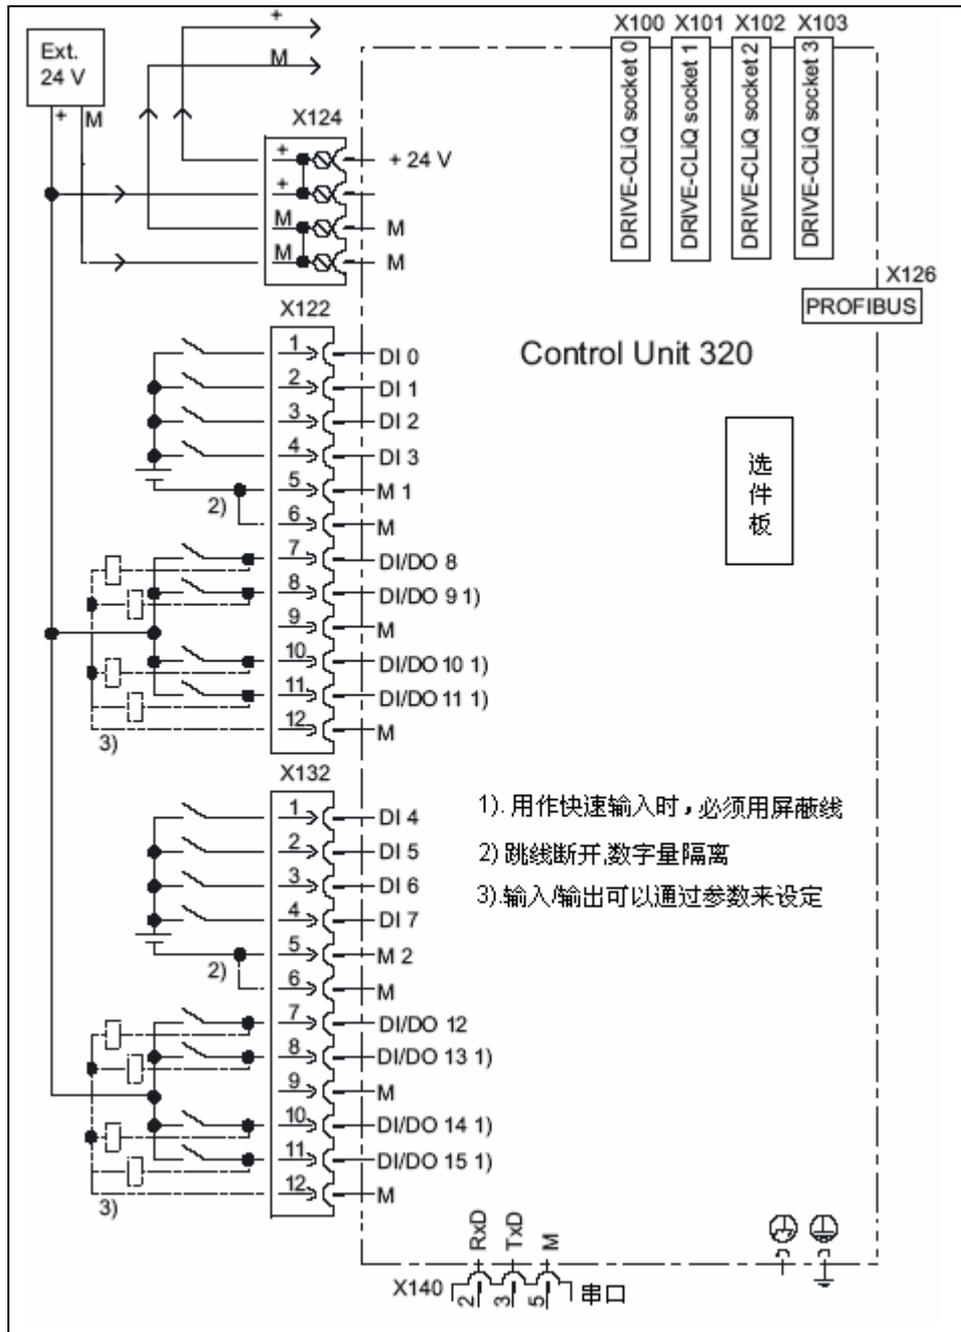 Ext.
24 V
+ M
+
M
X124
+ + 24 V
+
M M
M M
X100 X101 X102 X103
DRIVE-CLiQ socket 0
DRIVE-CLiQ socket 1
DRIVE-CLiQ socket 2
DRIVE-CLiQ socket 3
X126
PROFIBUS
Control Unit 320
选件板
X122
1 DI 0
2 DI 1
3 DI 2
4 DI 3
5 M 1
2)
6 M
7 DI/DO 8
8 DI/DO 9 1)
9 M
10 DI/DO 10 1)
11 DI/DO 11 1)
12 M
3)
X132
1 DI 4
2 DI 5
3 DI 6
4 DI 7
5 M 2
2)
6 M
7 DI/DO 12
8 DI/DO 13 1)
9 M
10 DI/DO 14 1)
11 DI/DO 15 1)
12 M
3)
1). 用作快速输入时，必须用屏蔽线
2) 跳线断开,数字量隔离
3).输入/输出可以通过参数来设定
RxD TxD M
X140 2 3 5 串口